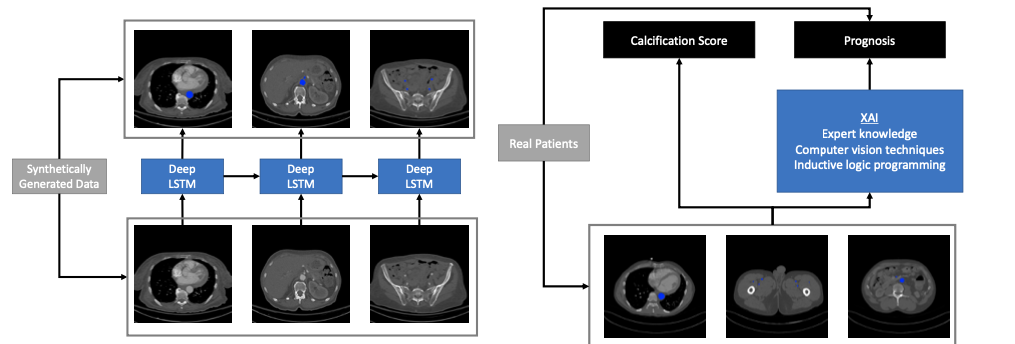 Synthetically
Generated Data
Deep
LSTM
Deep
LSTM
Deep
LSTM
Real Patients
Calcification Score
Prognosis
XAI
Expert knowledge
Computer vision techniques
Inductive logic programming